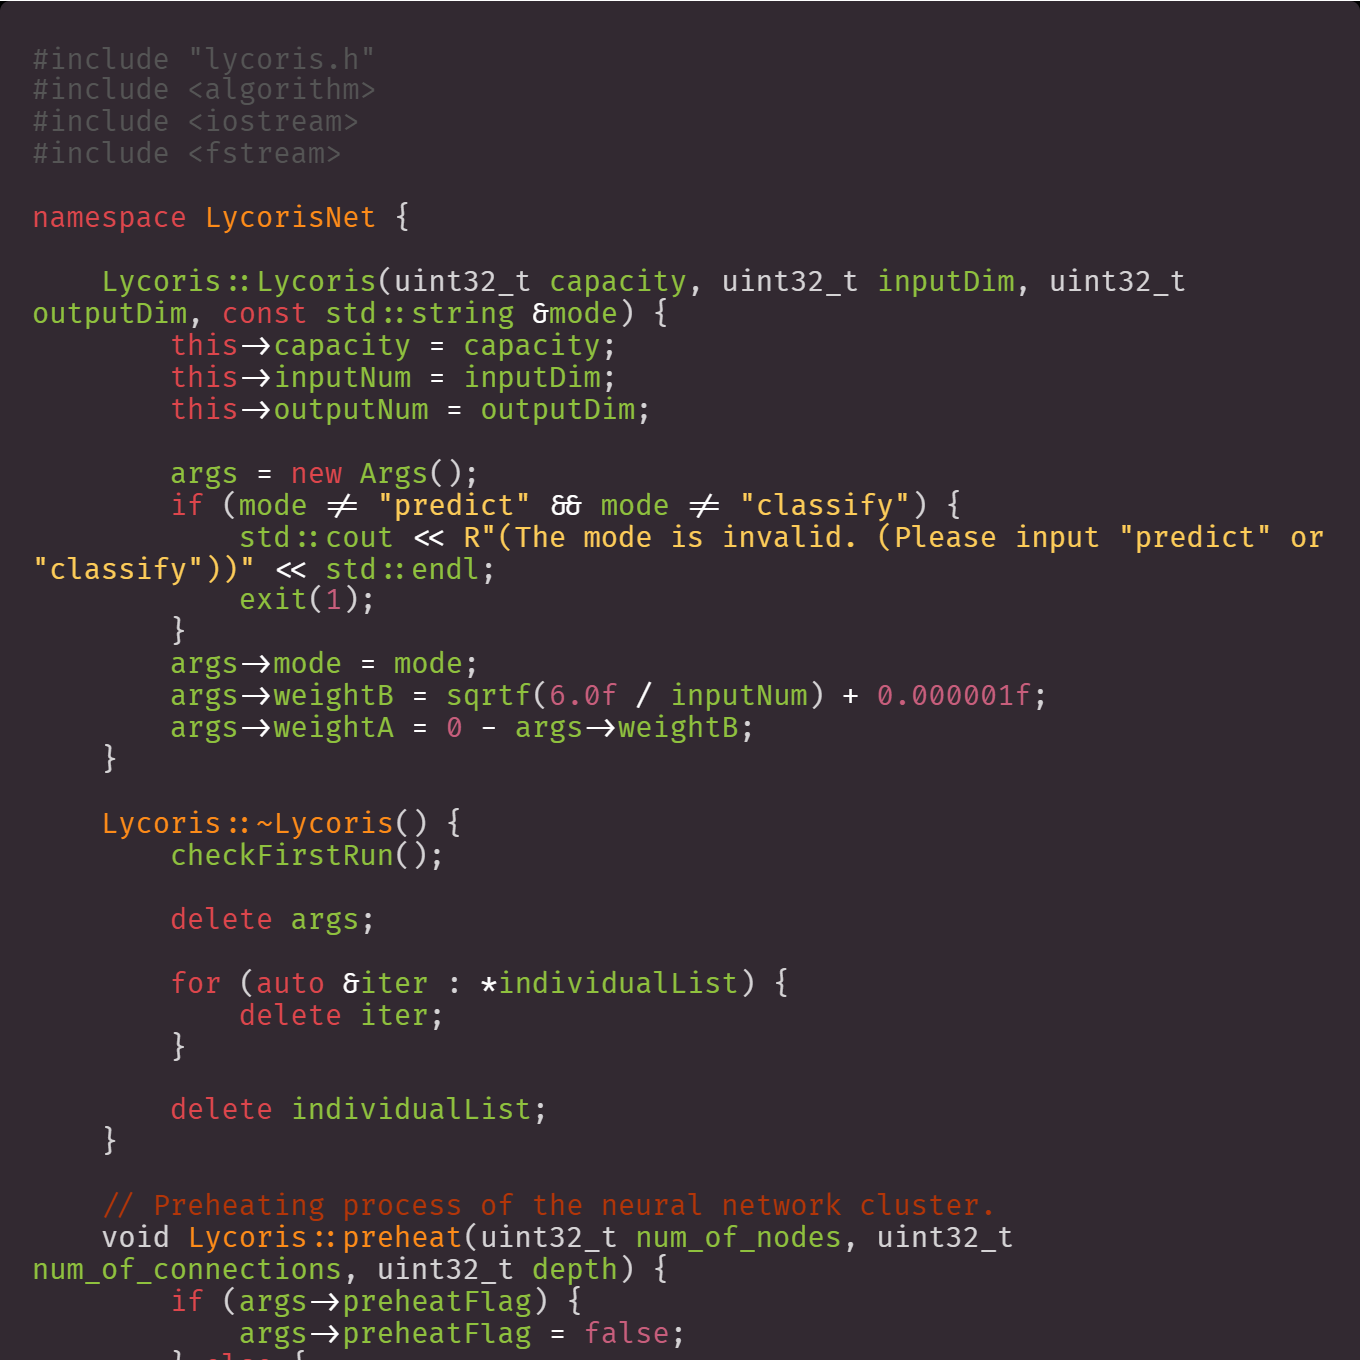 #include "lycoris.h"
#include <algorithm>
#include <iostream>
#include <fstream>

namespace LycorisNet {

    Lycoris::Lycoris(uint32_t capacity, uint32_t inputDim, uint32_t
outputDim, const std::string &mode) {
        this->capacity = capacity;
        this->inputNum = inputDim;
        this->outputNum = outputDim;

        args = new Args();
        if (mode != "predict" && mode != "classify") {
            std::cout << R"(The mode is invalid. (Please input "predict" or
"classify"))" << std::endl;
            exit(1);
        }
        args->mode = mode;
        args->weightB = sqrtf(6.0f / inputNum) + 0.000001f;
        args->weightA = 0 - args->weightB;
    }

    Lycoris::~Lycoris() {
        checkFirstRun();

        delete args;

        for (auto &iter : *individualList) {
            delete iter;
        }

        delete individualList;
    }

    // Preheating process of the neural network cluster.
    void Lycoris::preheat(uint32_t num_of_nodes, uint32_t
num_of_connections, uint32_t depth) {
        if (args->preheatFlag) {
            args->preheatFlag = false;
        } else {